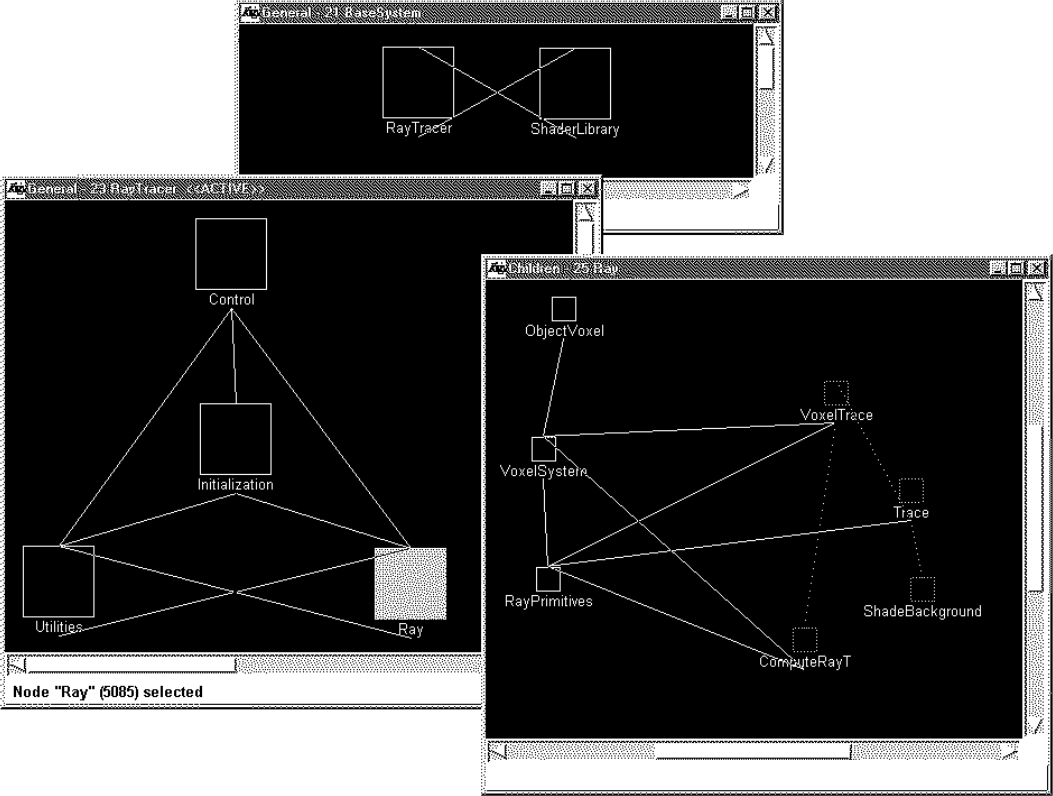 General - 21 BaseSystem
RayTracer
ShaderLibrary
General - 23 RayTracer <<ACTIVE>>
Control
Initialization
Utilities
Ray
Node "Ray" (5085) selected
Children - 25 Ray
ObjectVoxel
VoxelTrace
VoxelSystem
Trace
RayPrimitives
ShadeBackground
ComputeRayT